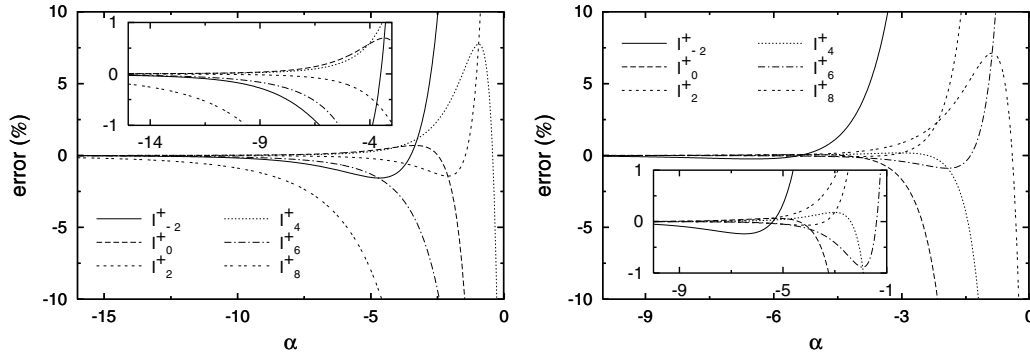 10
5
0
-5
-10
error (%)
-15
-10
-5
0
α
1
0
-1
-14
-9
-4
I⁺₋₂
I⁺₀
I⁺₂
I⁺₄
I⁺₆
I⁺₈
10
5
0
-5
-10
error (%)
-9
-6
-3
0
α
I⁺₋₂
I⁺₀
I⁺₂
I⁺₄
I⁺₆
I⁺₈
1
0
-1
-9
-5
-1